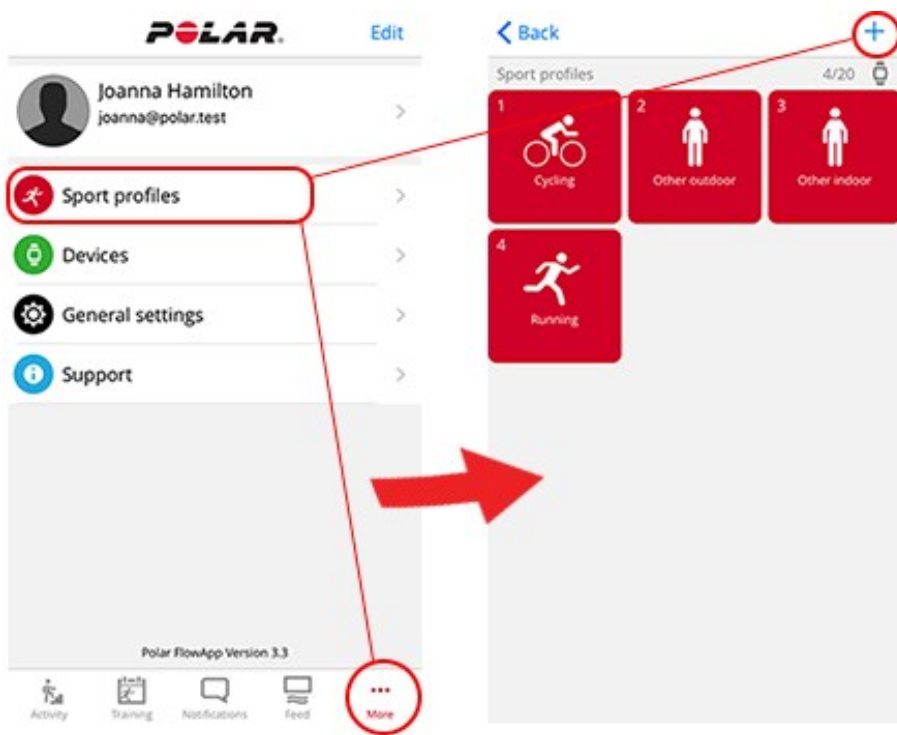 POLAR.
Edit
Joanna Hamilton
joanna@polar.test
Sport profiles
Devices
General settings
Support
Polar FlowApp Version 3.3
Activity
Training
Notifications
Feed
More
Back
+
Sport profiles
4/20
1
Cycling
2
Other outdoor
3
Other indoor
4
Running